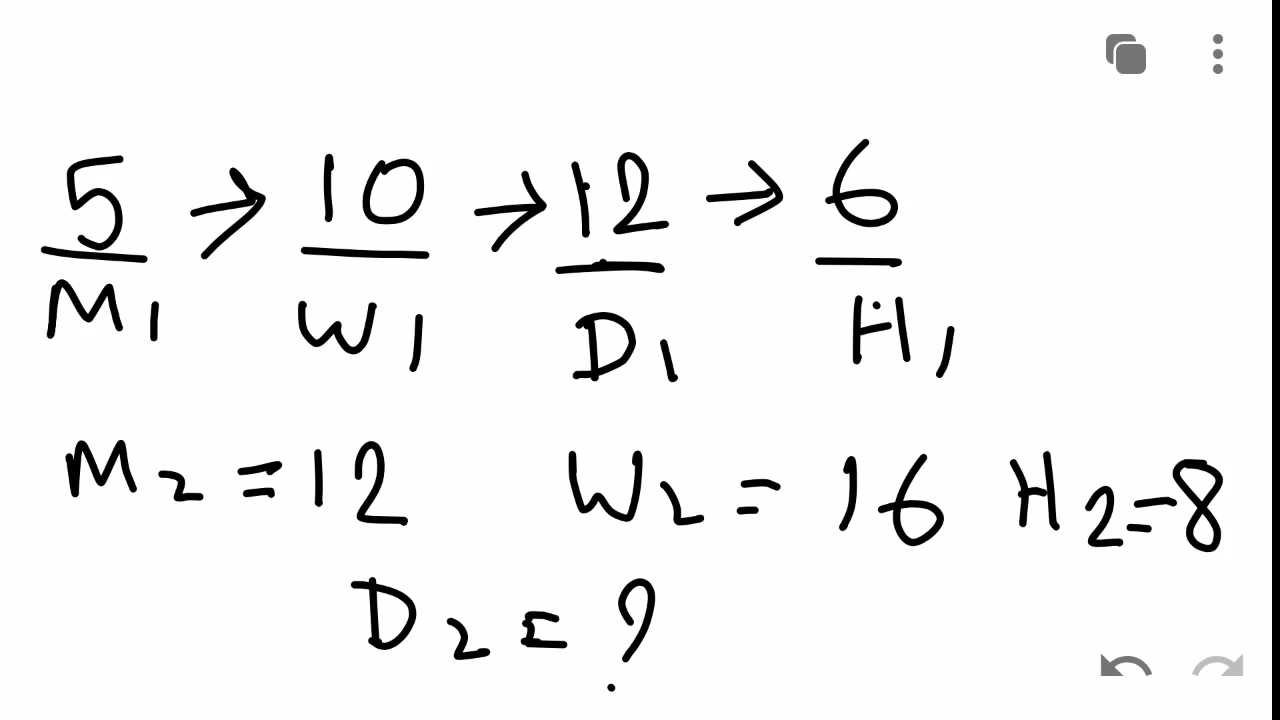 5 → 10 → 12 → 6
M1 W1 D1 H1
M2 = 12 W2 = 16 H2 = 8
D2 = ?